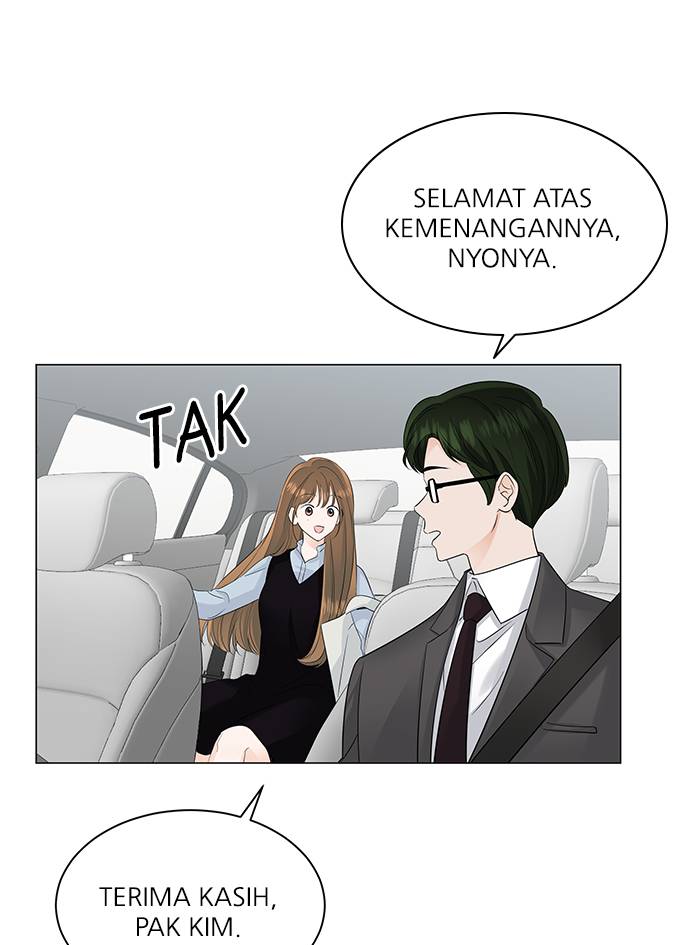 SELAMAT ATAS
KEMENANGANNYA,
NYONYA.
TAK
TERIMA KASIH,
PAK KIM.